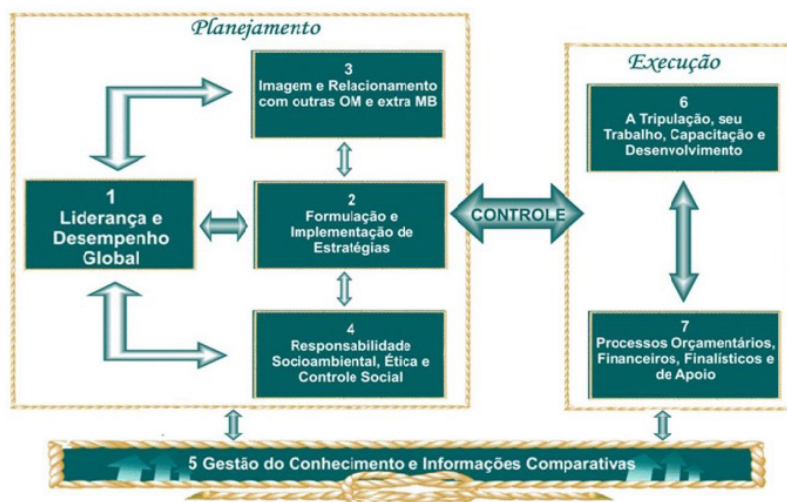 Planejamento
3
Imagem e Relacionamento
com outras OM e extra MB
1
Liderança e
Desempenho
Global
2
Formulação e
Implementação de
Estratégias
4
Responsabilidade
Socioambiental, Ética e
Controle Social
CONTROLE
Execução
6
A Tripulação, seu
Trabalho, Capacitação e
Desenvolvimento
7
Processos Orçamentários,
Financeiros, Finalísticos e
de Apoio
5 Gestão do Conhecimento e Informações Comparativas